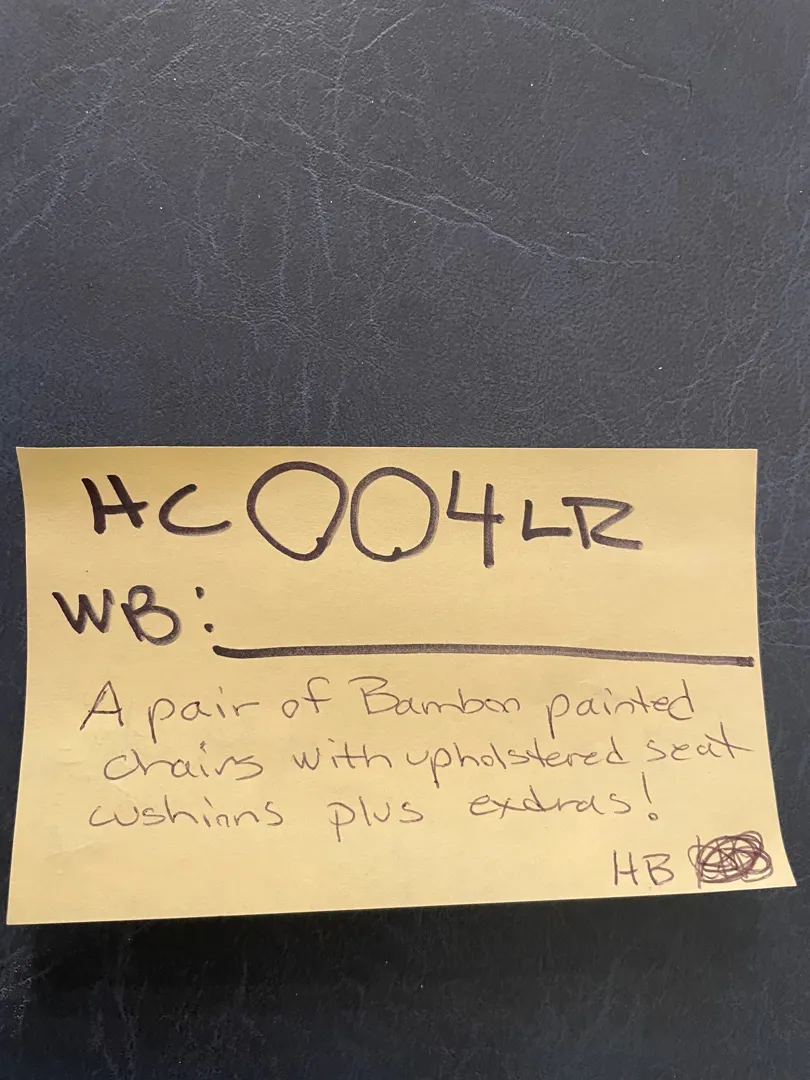 HC004LR
WB:
A pair of Bamboo painted
chairs with upholstered seat
cushions plus extras!
HB